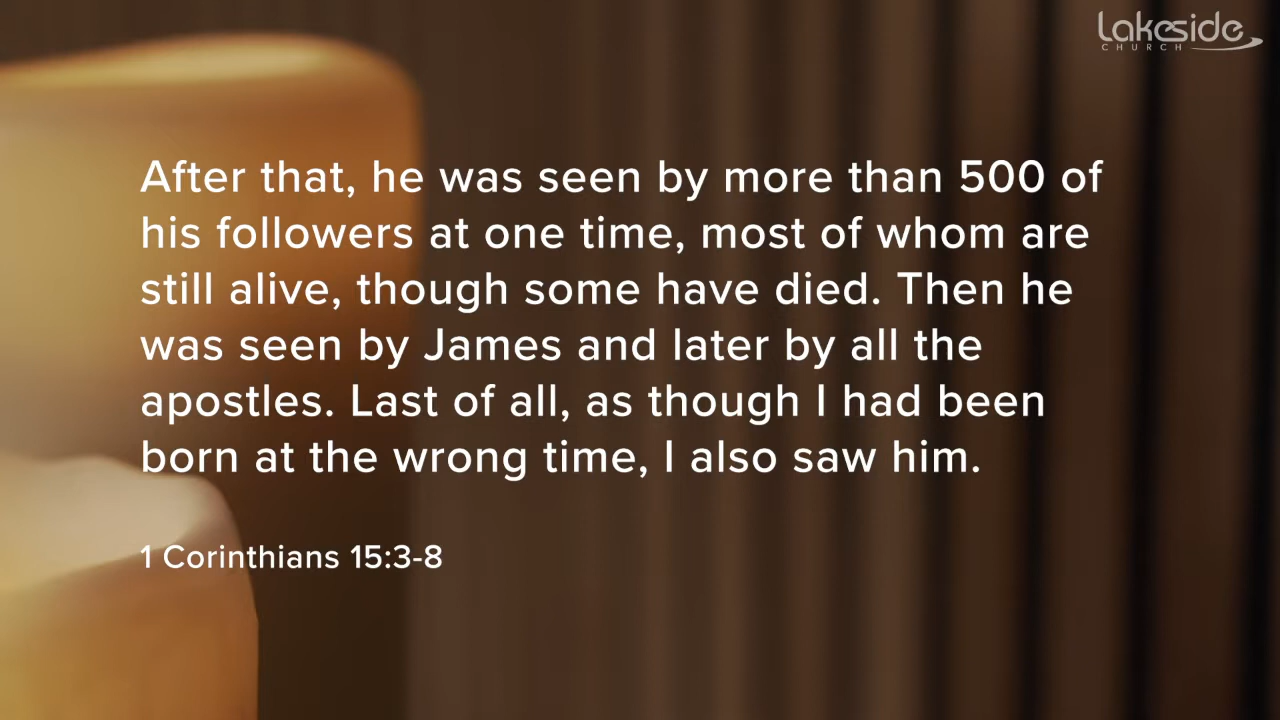 Lakeside
CHURCH
After that, he was seen by more than 500 of
his followers at one time, most of whom are
still alive, though some have died. Then he
was seen by James and later by all the
apostles. Last of all, as though I had been
born at the wrong time, I also saw him.
1 Corinthians 15:3-8